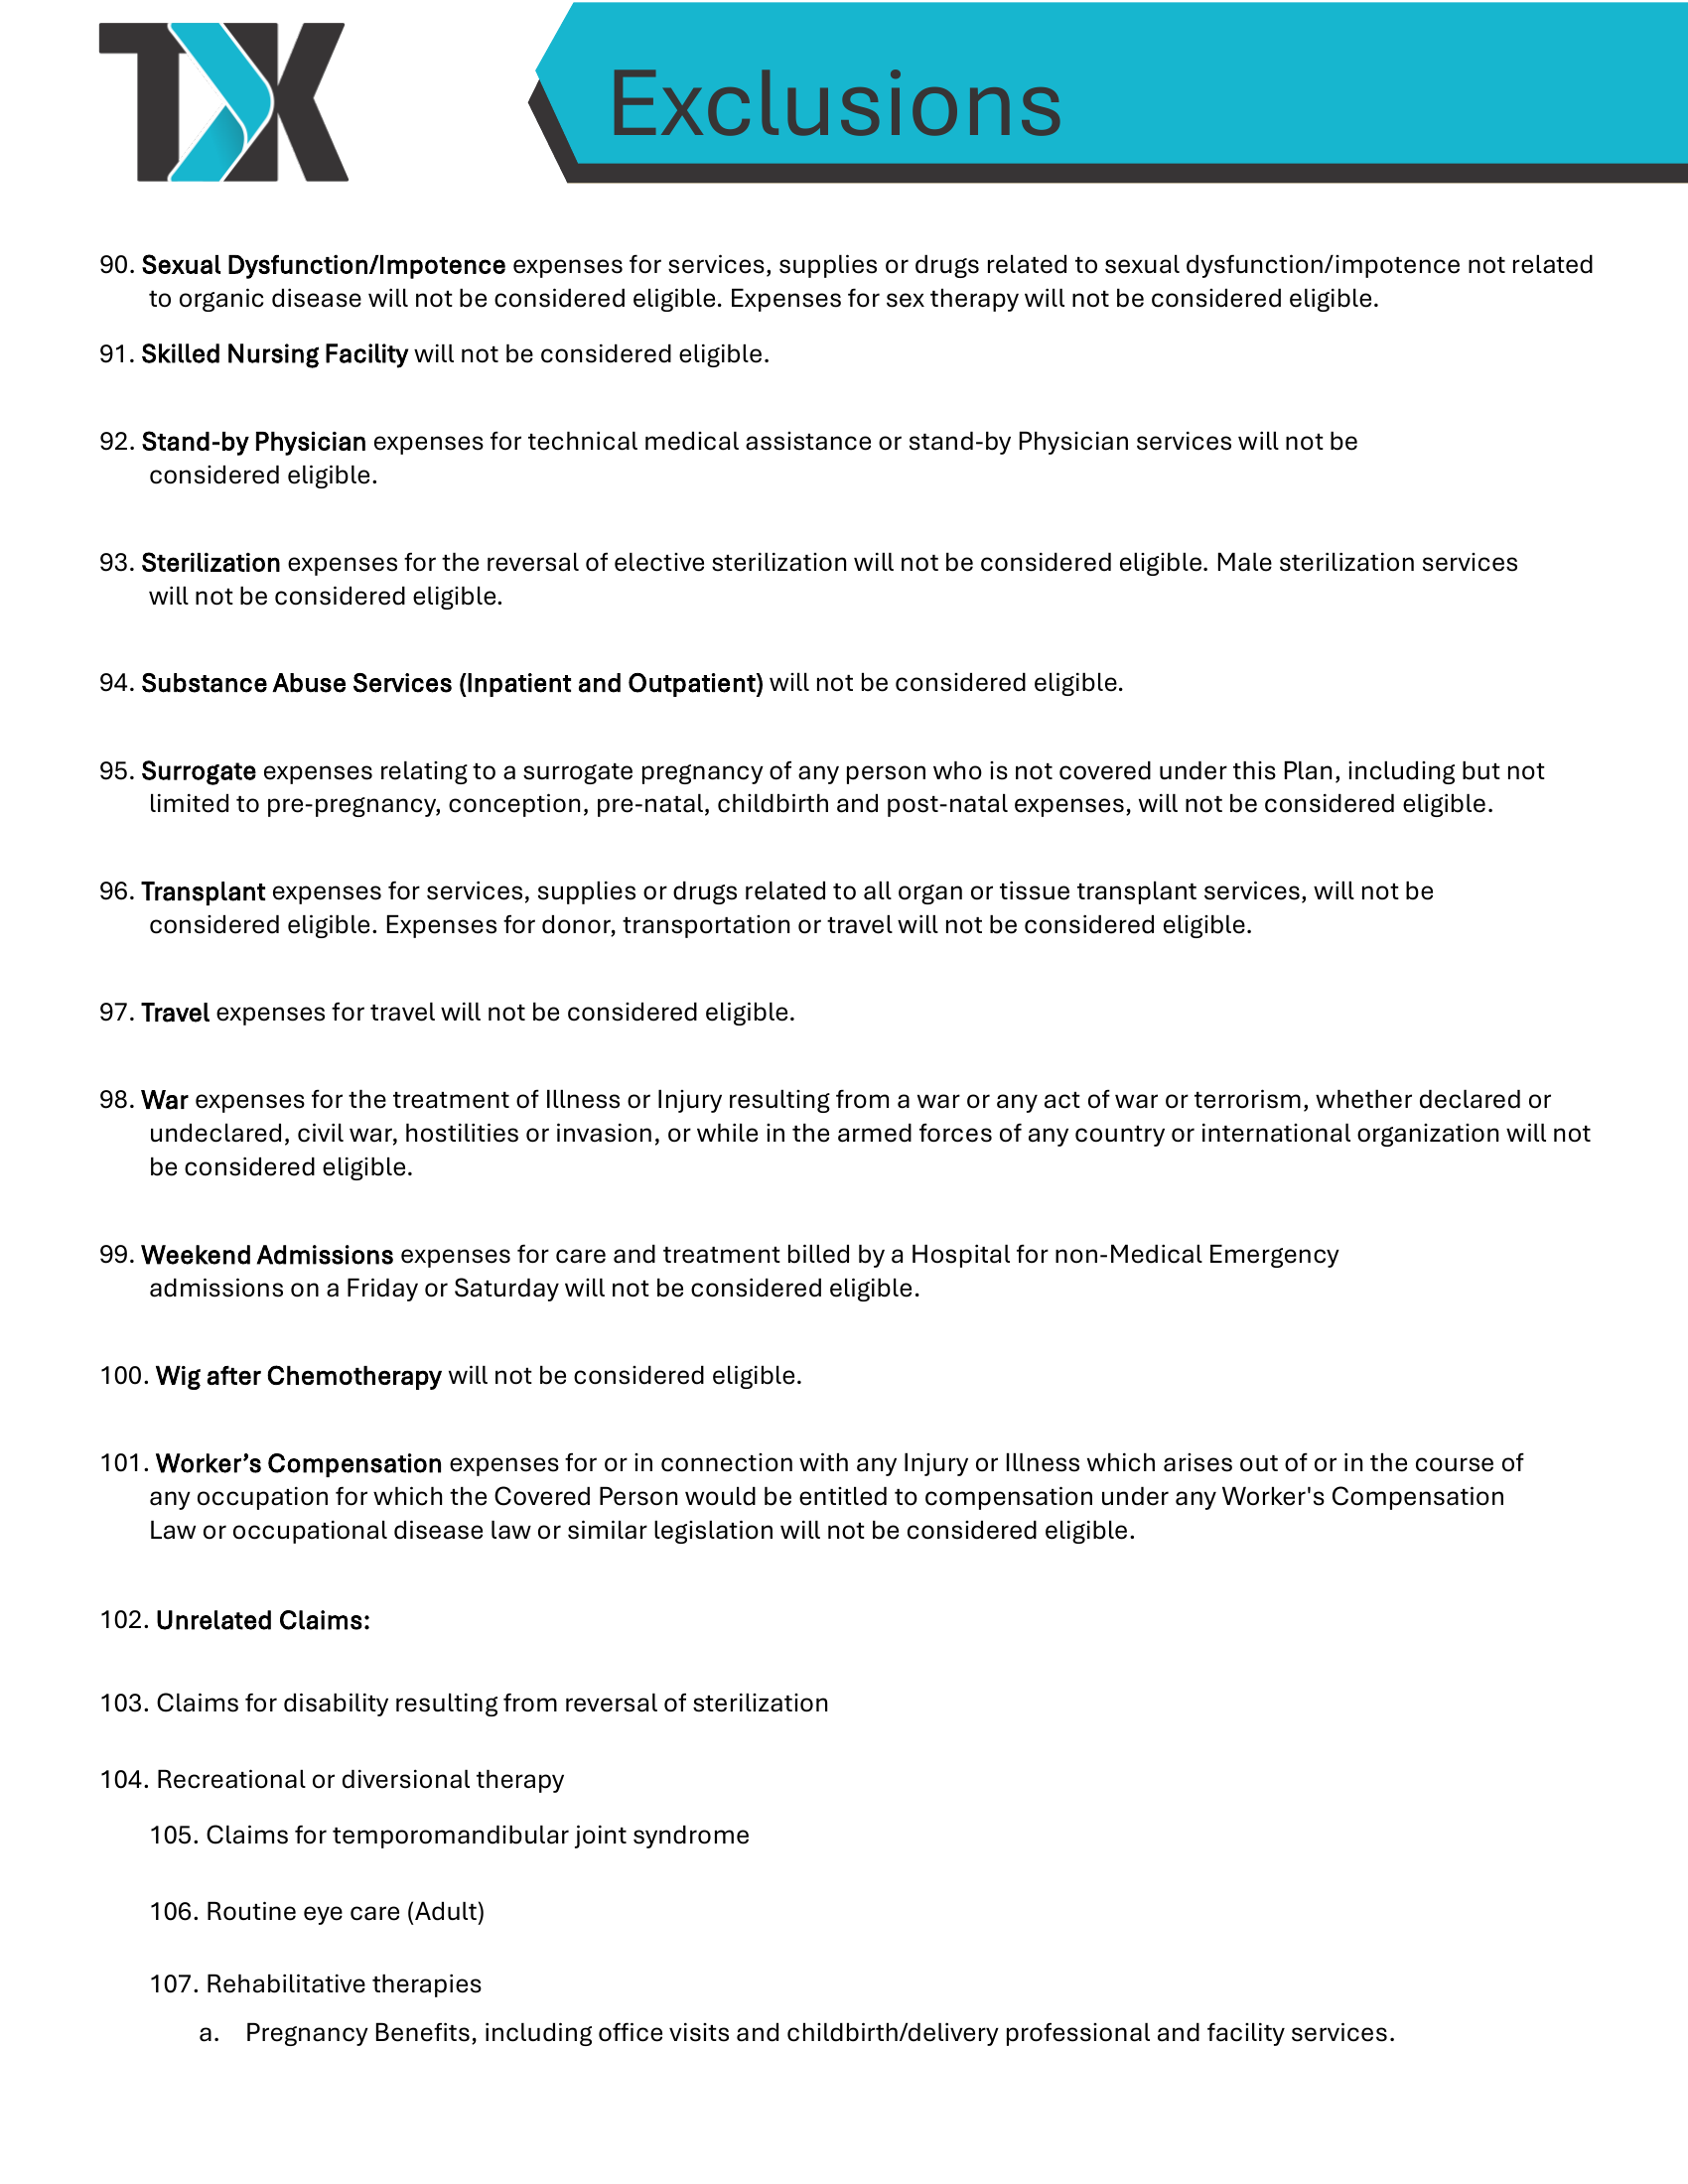 TXK
Exclusions
90. Sexual Dysfunction/Impotence expenses for services, supplies or drugs related to sexual dysfunction/impotence not related
to organic disease will not be considered eligible. Expenses for sex therapy will not be considered eligible.
91. Skilled Nursing Facility will not be considered eligible.
92. Stand-by Physician expenses for technical medical assistance or stand-by Physician services will not be
considered eligible.
93. Sterilization expenses for the reversal of elective sterilization will not be considered eligible. Male sterilization services
will not be considered eligible.
94. Substance Abuse Services (Inpatient and Outpatient) will not be considered eligible.
95. Surrogate expenses relating to a surrogate pregnancy of any person who is not covered under this Plan, including but not
limited to pre-pregnancy, conception, pre-natal, childbirth and post-natal expenses, will not be considered eligible.
96. Transplant expenses for services, supplies or drugs related to all organ or tissue transplant services, will not be
considered eligible. Expenses for donor, transportation or travel will not be considered eligible.
97. Travel expenses for travel will not be considered eligible.
98. War expenses for the treatment of Illness or Injury resulting from a war or any act of war or terrorism, whether declared or
undeclared, civil war, hostilities or invasion, or while in the armed forces of any country or international organization will not
be considered eligible.
99. Weekend Admissions expenses for care and treatment billed by a Hospital for non-Medical Emergency
admissions on a Friday or Saturday will not be considered eligible.
100. Wig after Chemotherapy will not be considered eligible.
101. Worker’s Compensation expenses for or in connection with any Injury or Illness which arises out of or in the course of
any occupation for which the Covered Person would be entitled to compensation under any Worker's Compensation
Law or occupational disease law or similar legislation will not be considered eligible.
102. Unrelated Claims:
103. Claims for disability resulting from reversal of sterilization
104. Recreational or diversional therapy
105. Claims for temporomandibular joint syndrome
106. Routine eye care (Adult)
107. Rehabilitative therapies
a. Pregnancy Benefits, including office visits and childbirth/delivery professional and facility services.